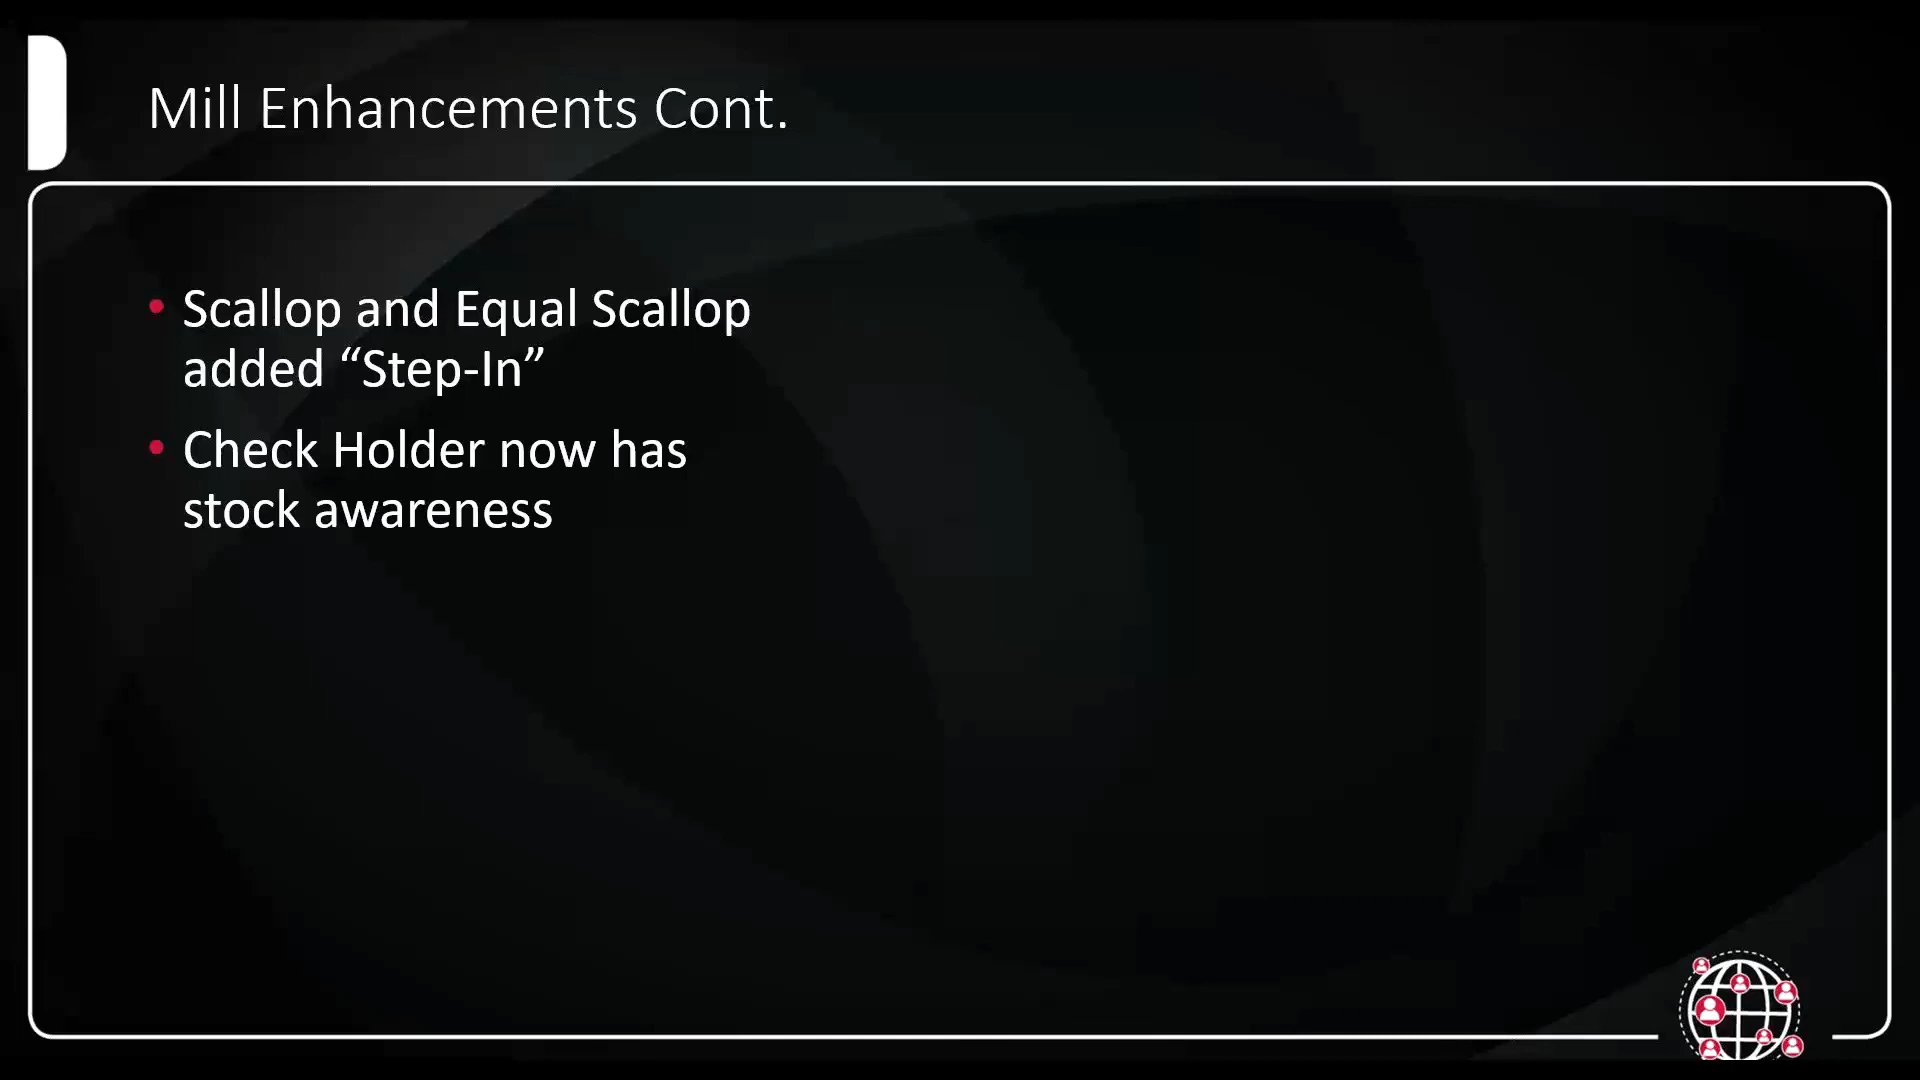 Mill Enhancements Cont.
• Scallop and Equal Scallop
added “Step-In”
• Check Holder now has
stock awareness